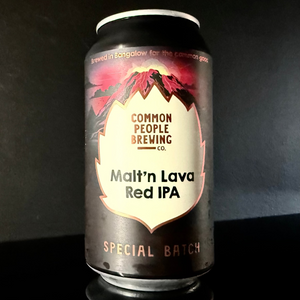 Brewed in Bangalow for the common good
COMMON
PEOPLE
BREWING
CO.
Malt'n Lava
Red IPA
SPECIAL BATCH